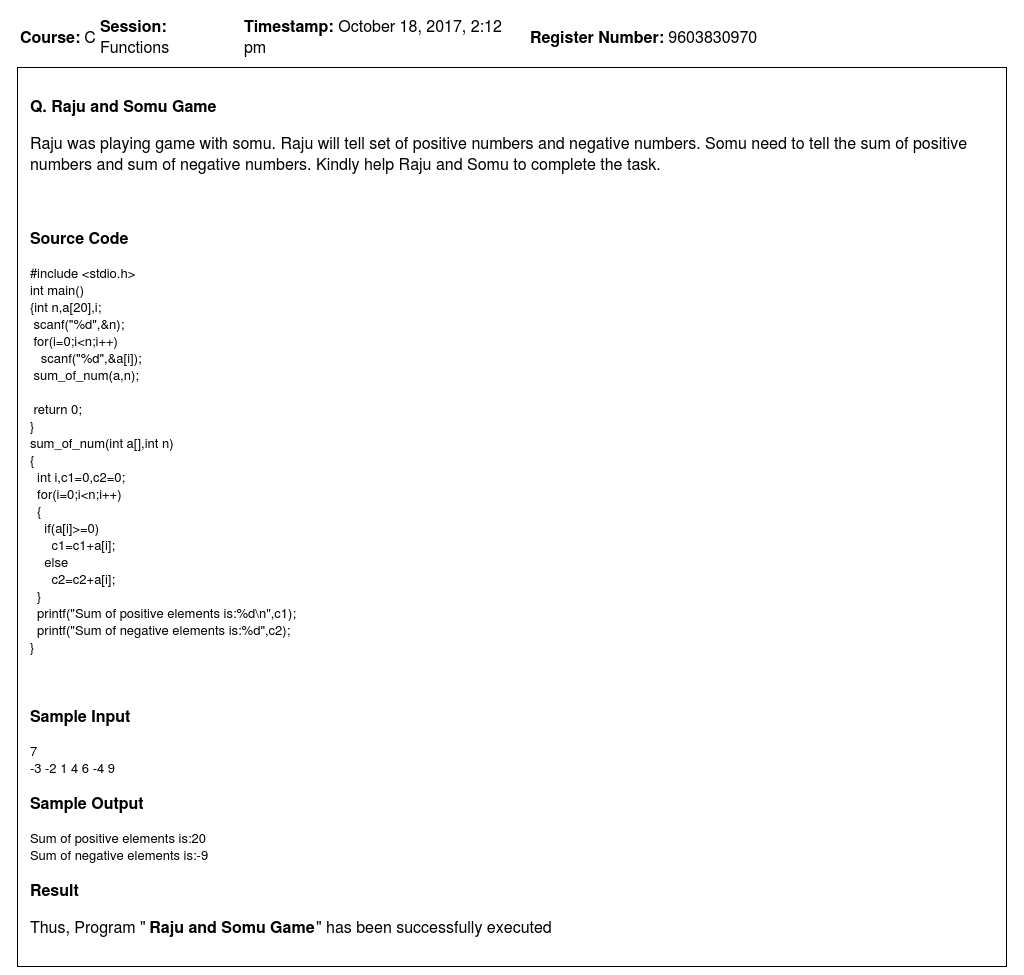 Course: C Session: Functions Timestamp: October 18, 2017, 2:12 pm Register Number: 9603830970
Q. Raju and Somu Game
Raju was playing game with somu. Raju will tell set of positive numbers and negative numbers. Somu need to tell the sum of positive
numbers and sum of negative numbers. Kindly help Raju and Somu to complete the task.
Source Code
#include <stdio.h>
int main()
{int n,a[20],i;
 scanf("%d",&n);
 for(i=0;i<n;i++)
   scanf("%d",&a[i]);
 sum_of_num(a,n);
 return 0;
}
sum_of_num(int a[],int n)
{
  int i,c1=0,c2=0;
  for(i=0;i<n;i++)
  {
    if(a[i]>=0)
      c1=c1+a[i];
    else
      c2=c2+a[i];
  }
  printf("Sum of positive elements is:%d\n",c1);
  printf("Sum of negative elements is:%d",c2);
}
Sample Input
7
-3 -2 1 4 6 -4 9
Sample Output
Sum of positive elements is:20
Sum of negative elements is:-9
Result
Thus, Program " Raju and Somu Game" has been successfully executed